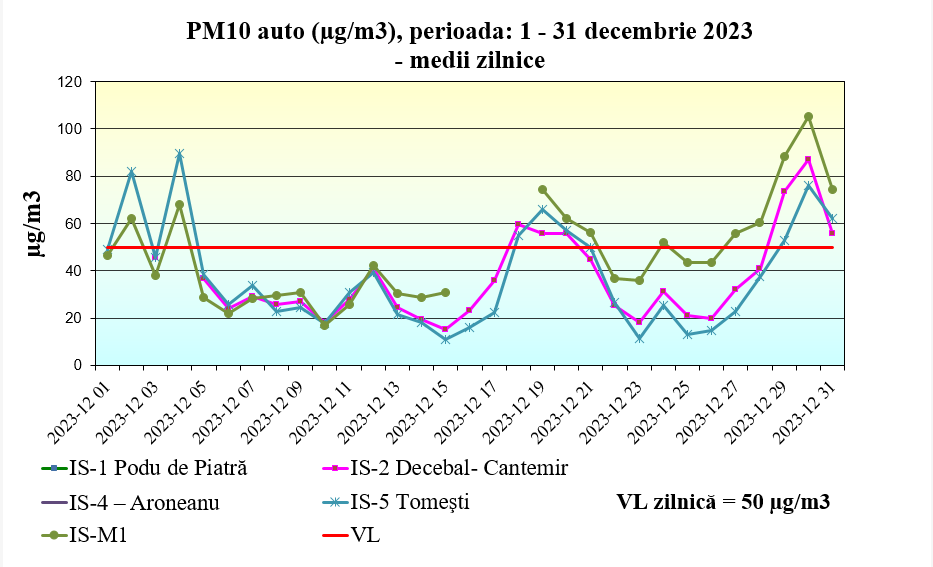 PM10 auto (µg/m3), perioada: 1 - 31 decembrie 2023
- medii zilnice
µg/m3
120
100
80
60
40
20
0
2023-12 01
2023-12 03
2023-12 05
2023-12 07
2023-12 09
2023-12 11
2023-12 13
2023-12 15
2023-12 17
2023-12 19
2023-12 21
2023-12 23
2023-12 25
2023-12 27
2023-12 29
2023-12 31
IS-1 Podu de Piatră
IS-2 Decebal- Cantemir
IS-4 – Aroneanu
IS-5 Tomeşti
VL zilnică = 50 µg/m3
IS-M1
VL